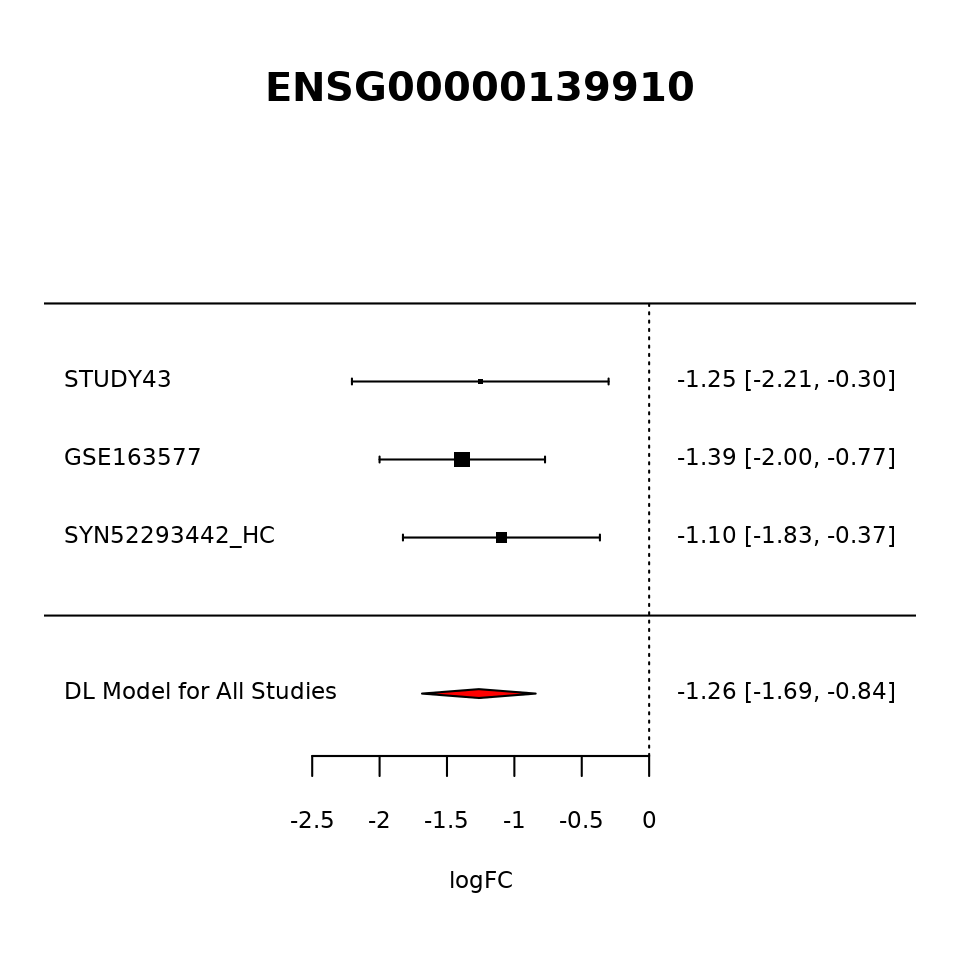 ENSG00000139910
STUDY43 -1.25 [-2.21, -0.30]
GSE163577 -1.39 [-2.00, -0.77]
SYN52293442_HC -1.10 [-1.83, -0.37]
DL Model for All Studies -1.26 [-1.69, -0.84]
-2.5 -2 -1.5 -1 -0.5 0
logFC